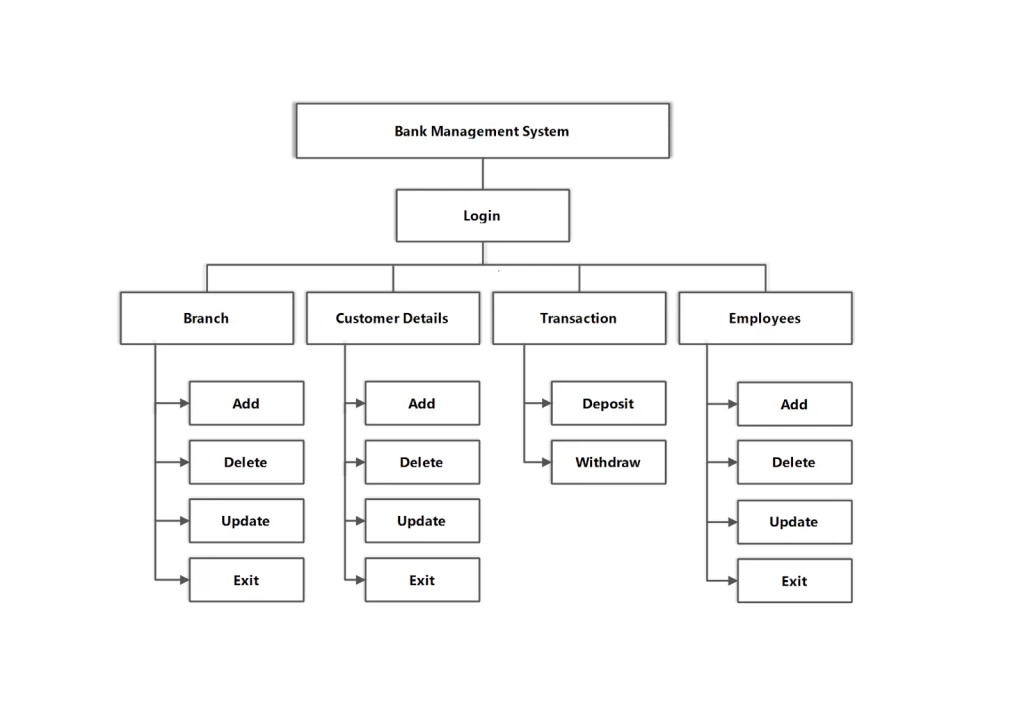 Bank Management System
Login
Branch
Customer Details
Transaction
Employees
Add
Delete
Update
Exit
Add
Delete
Update
Exit
Deposit
Withdraw
Add
Delete
Update
Exit